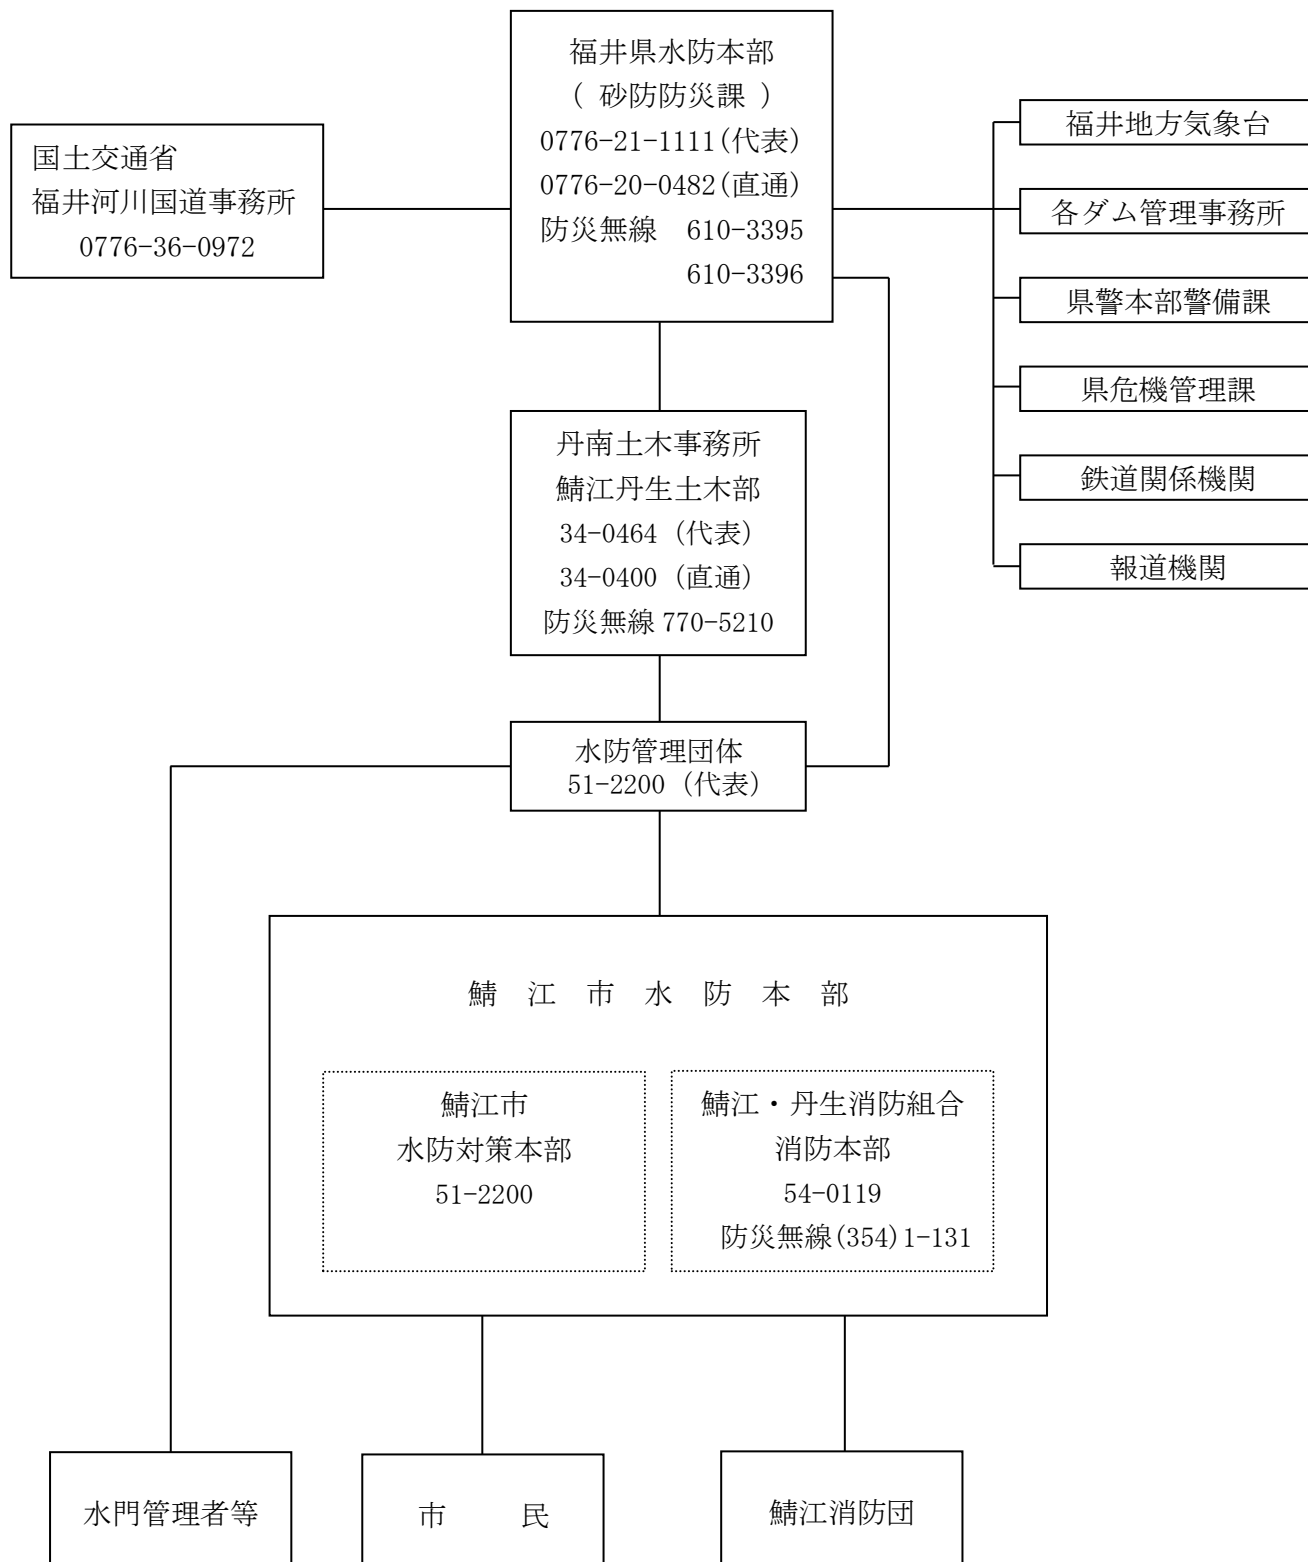 福井県水防本部
( 砂防防災課 )
0776-21-1111(代表)
0776-20-0482(直通)
防災無線 610-3395
610-3396
国土交通省
福井河川国道事務所
0776-36-0972
福井地方気象台
各ダム管理事務所
県警本部警備課
県危機管理課
鉄道関係機関
報道機関
丹南土木事務所
鯖江丹生土木部
34-0464 (代表)
34-0400 (直通)
防災無線 770-5210
水防管理団体
51-2200 (代表)
鯖 江 市 水 防 本 部
鯖江市
水防対策本部
51-2200
鯖江・丹生消防組合
消防本部
54-0119
防災無線(354)1-131
水門管理者等
市 民
鯖江消防団